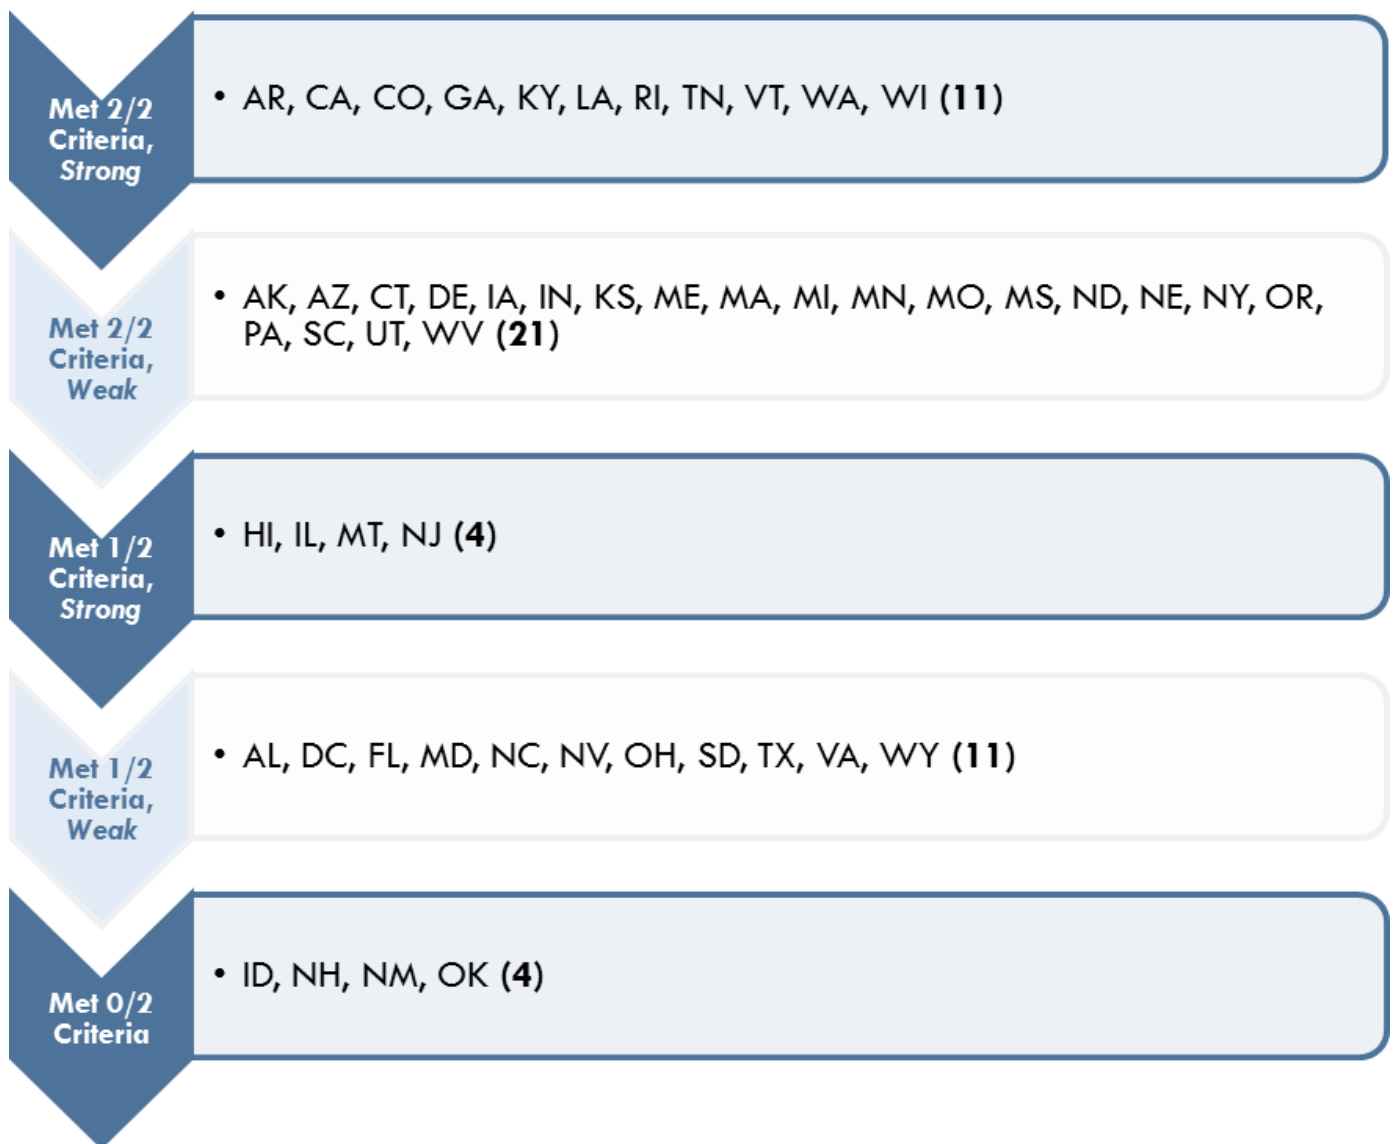 Met 2/2
Criteria,
Strong
• AR, CA, CO, GA, KY, LA, RI, TN, VT, WA, WI (11)
Met 2/2
Criteria,
Weak
• AK, AZ, CT, DE, IA, IN, KS, ME, MA, MI, MN, MO, MS, ND, NE, NY, OR,
PA, SC, UT, WV (21)
Met 1/2
Criteria,
Strong
• HI, IL, MT, NJ (4)
Met 1/2
Criteria,
Weak
• AL, DC, FL, MD, NC, NV, OH, SD, TX, VA, WY (11)
Met 0/2
Criteria
• ID, NH, NM, OK (4)